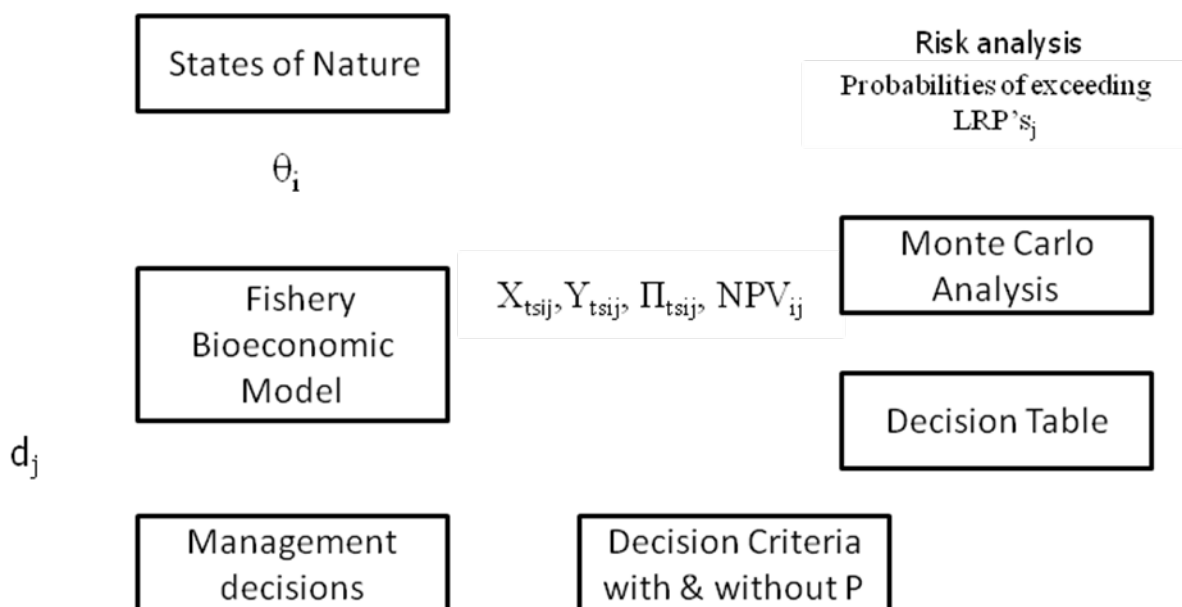 States of Nature
Risk analysis
Probabilities of exceeding
LRP's_j
θ_i
Monte Carlo
Analysis
Fishery
Bioeconomic
Model
X_tsij, Y_tsij, Π_tsij, NPV_ij
Decision Table
d_j
Management
decisions
Decision Criteria
with & without P